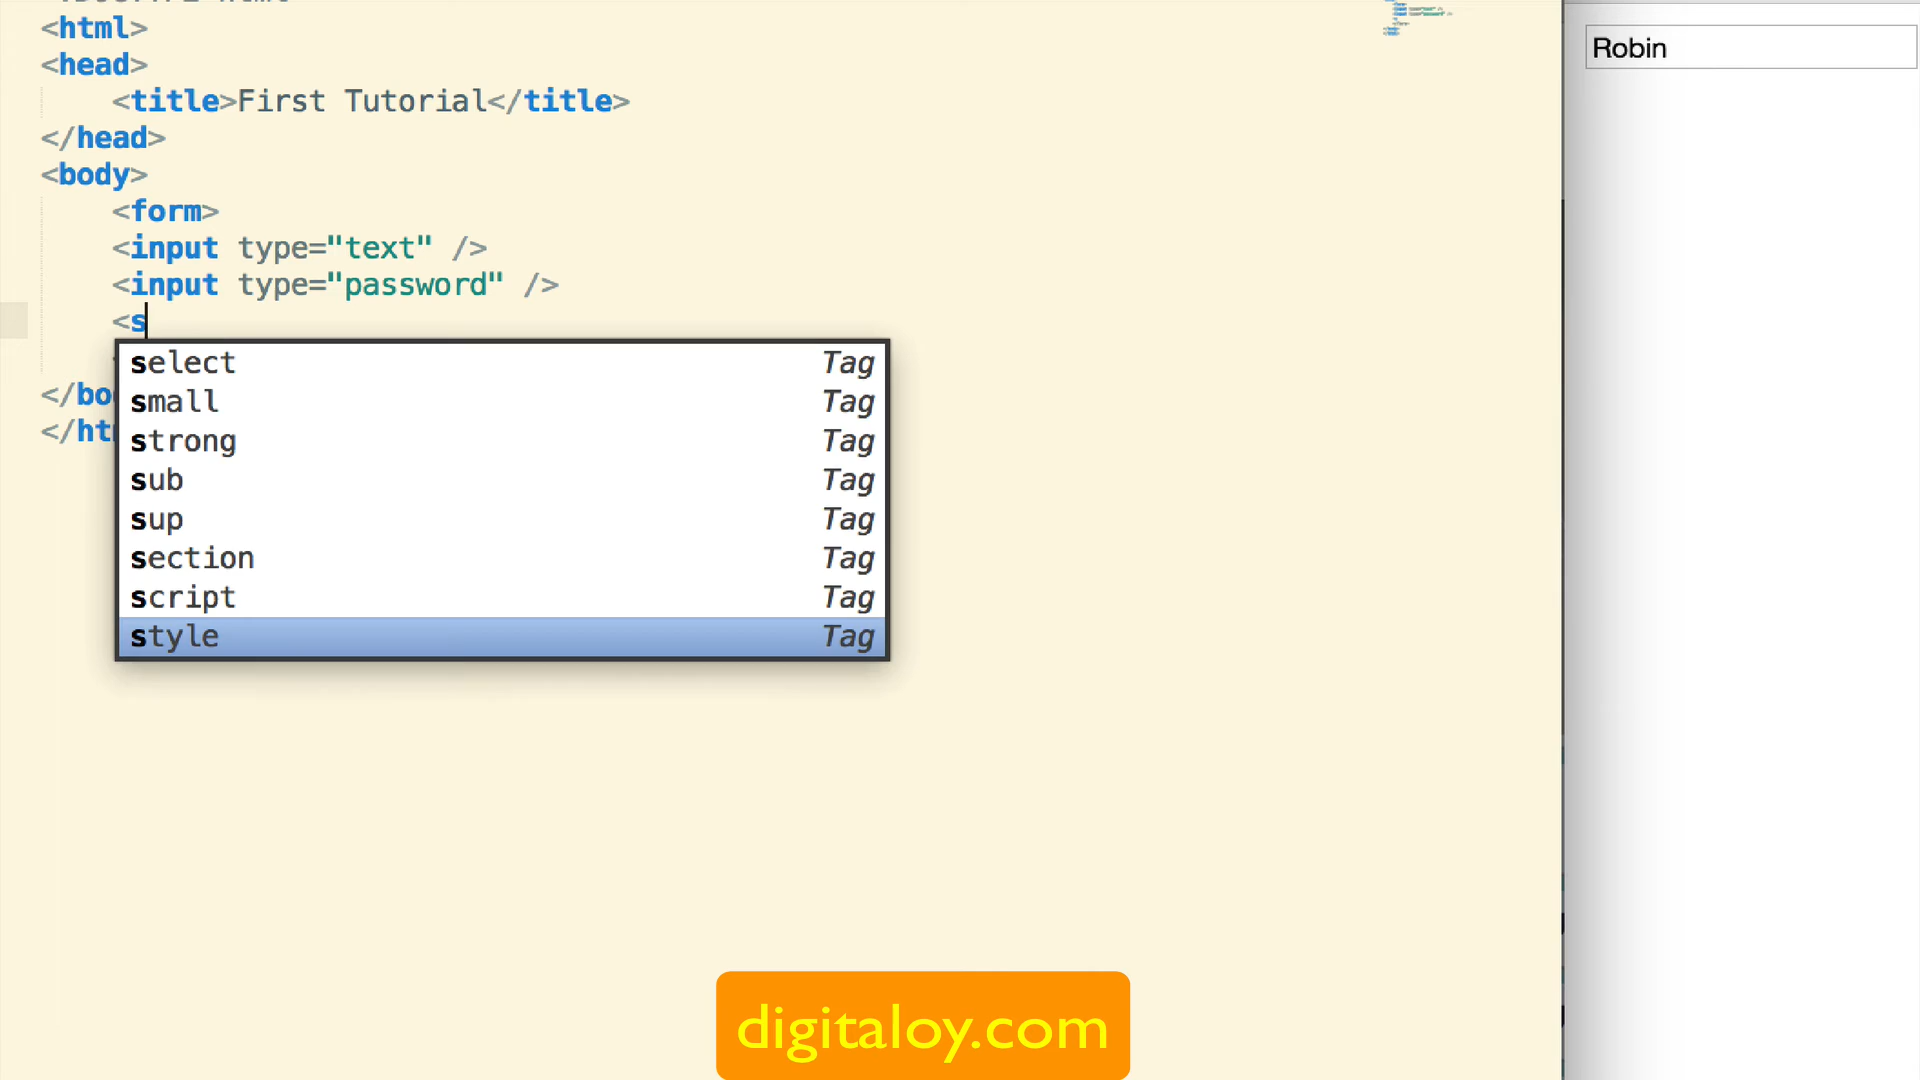 <html>
<head>
<title>First Tutorial</title>
</head>
<body>
<form>
<input type="text" />
<input type="password" />
<s
select Tag
small Tag
strong Tag
sub Tag
sup Tag
section Tag
script Tag
style Tag
</bo
</ht
Robin
digitaloy.com